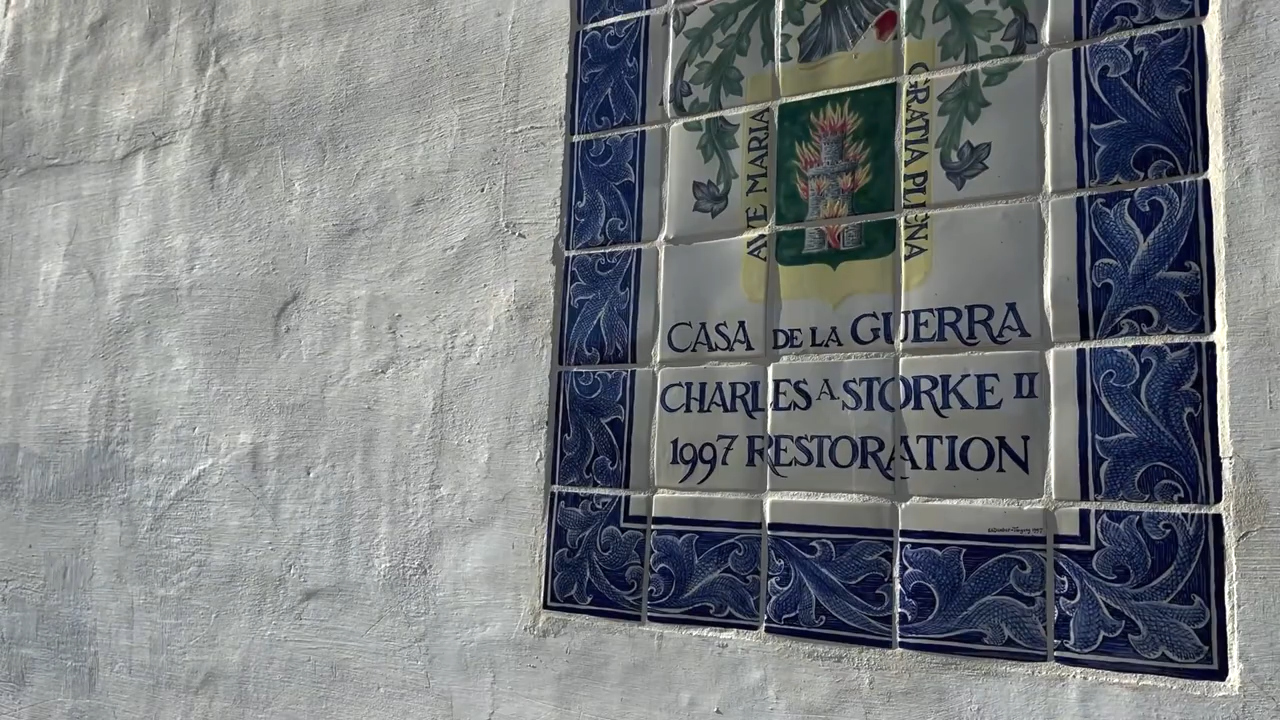 AVE MARIA
GRATIA PLENA
CASA DE LA GUERRA
CHARLES A. STORKE II
1997 RESTORATION